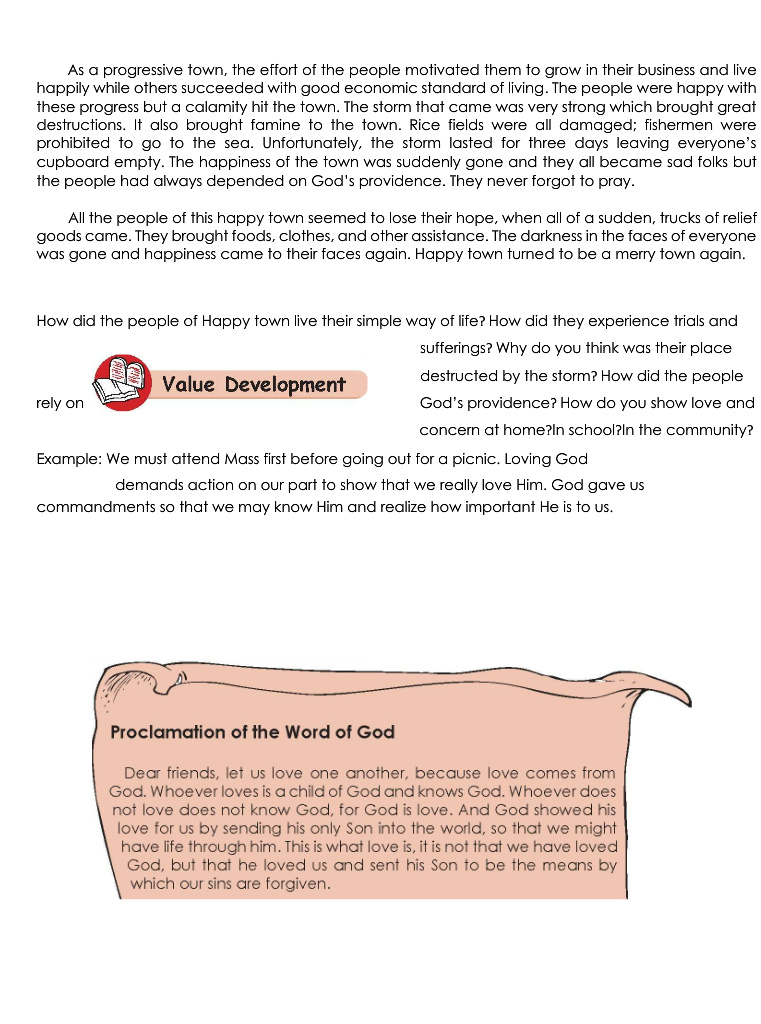 As a progressive town, the effort of the people motivated them to grow in their business and live
happily while others succeeded with good economic standard of living. The people were happy with
these progress but a calamity hit the town. The storm that came was very strong which brought great
destructions. It also brought famine to the town. Rice fields were all damaged; fishermen were
prohibited to go to the sea. Unfortunately, the storm lasted for three days leaving everyone’s
cupboard empty. The happiness of the town was suddenly gone and they all became sad folks but
the people had always depended on God’s providence. They never forgot to pray.
All the people of this happy town seemed to lose their hope, when all of a sudden, trucks of relief
goods came. They brought foods, clothes, and other assistance. The darkness in the faces of everyone
was gone and happiness came to their faces again. Happy town turned to be a merry town again.
How did the people of Happy town live their simple way of life? How did they experience trials and
sufferings? Why do you think was their place
Value Development
destructed by the storm? How did the people
rely on God’s providence? How do you show love and
concern at home?In school?In the community?
Example: We must attend Mass first before going out for a picnic. Loving God
demands action on our part to show that we really love Him. God gave us
commandments so that we may know Him and realize how important He is to us.
Proclamation of the Word of God
Dear friends, let us love one another, because love comes from
God. Whoever loves is a child of God and knows God. Whoever does
not love does not know God, for God is love. And God showed his
love for us by sending his only Son into the world, so that we might
have life through him. This is what love is, it is not that we have loved
God, but that he loved us and sent his Son to be the means by
which our sins are forgiven.